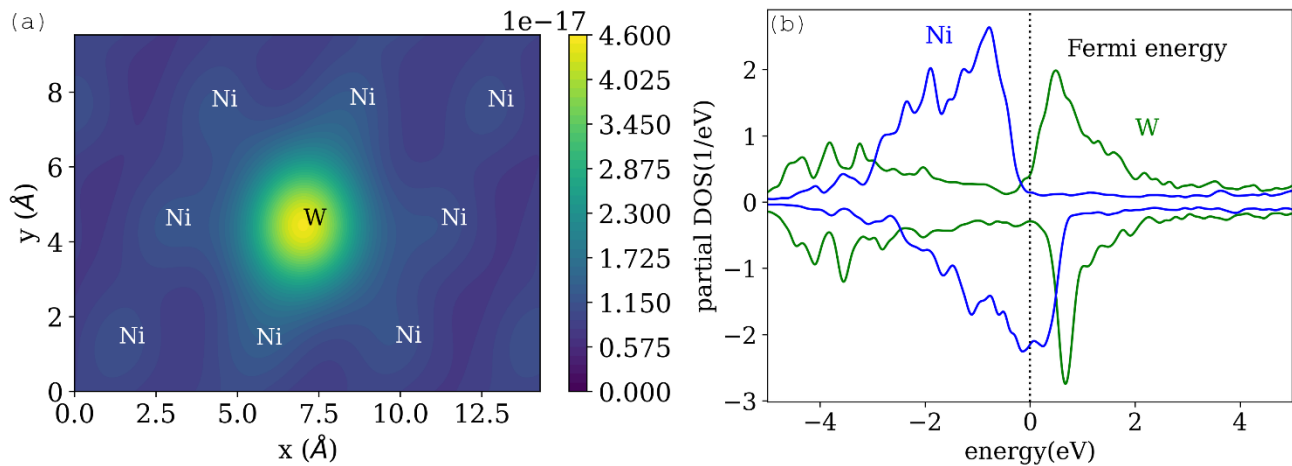 (a)
1e−17
Ni Ni Ni
Ni W Ni
Ni Ni Ni
8
6
4
2
0
y (Å)
0.0 2.5 5.0 7.5 10.0 12.5
x (Å)
4.600
4.025
3.450
2.875
2.300
1.725
1.150
0.575
0.000
(b)
Ni
Fermi energy
W
2
1
0
−1
−2
−3
partial DOS(1/eV)
−4 −2 0 2 4
energy(eV)